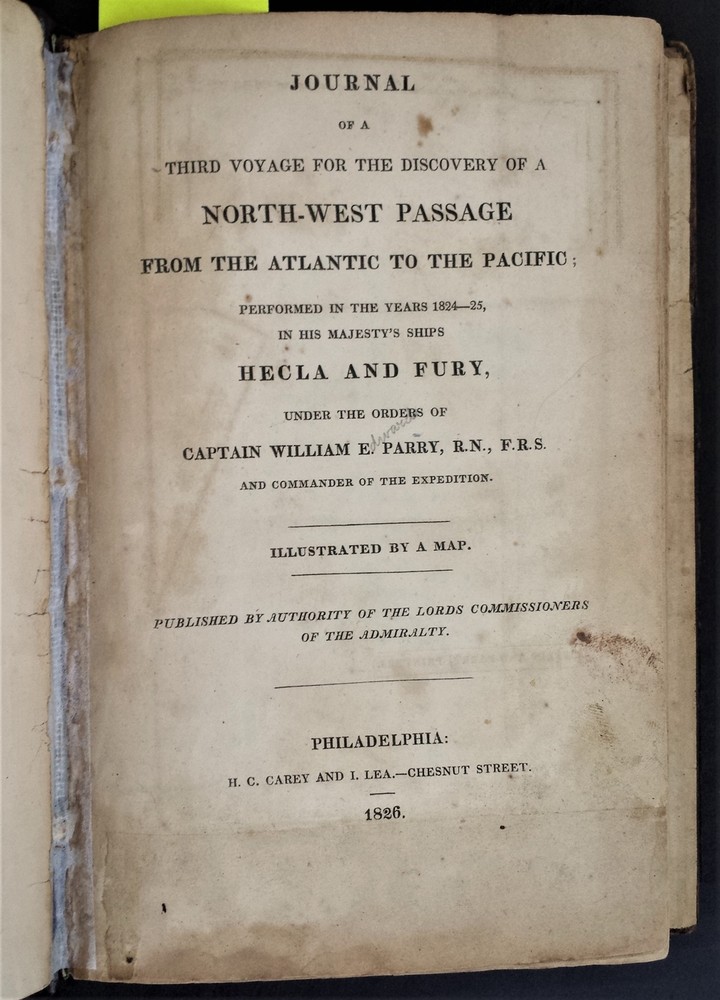 JOURNAL
OF A
THIRD VOYAGE FOR THE DISCOVERY OF A
NORTH-WEST PASSAGE
FROM THE ATLANTIC TO THE PACIFIC;
PERFORMED IN THE YEARS 1824—25,
IN HIS MAJESTY'S SHIPS
HECLA AND FURY,
UNDER THE ORDERS OF
edward
CAPTAIN WILLIAM E. PARRY, R.N., F.R.S.
AND COMMANDER OF THE EXPEDITION.
ILLUSTRATED BY A MAP.
PUBLISHED BY AUTHORITY OF THE LORDS COMMISSIONERS
OF THE ADMIRALTY.
PHILADELPHIA:
H. C. CAREY AND I. LEA.—CHESNUT STREET.
1826.